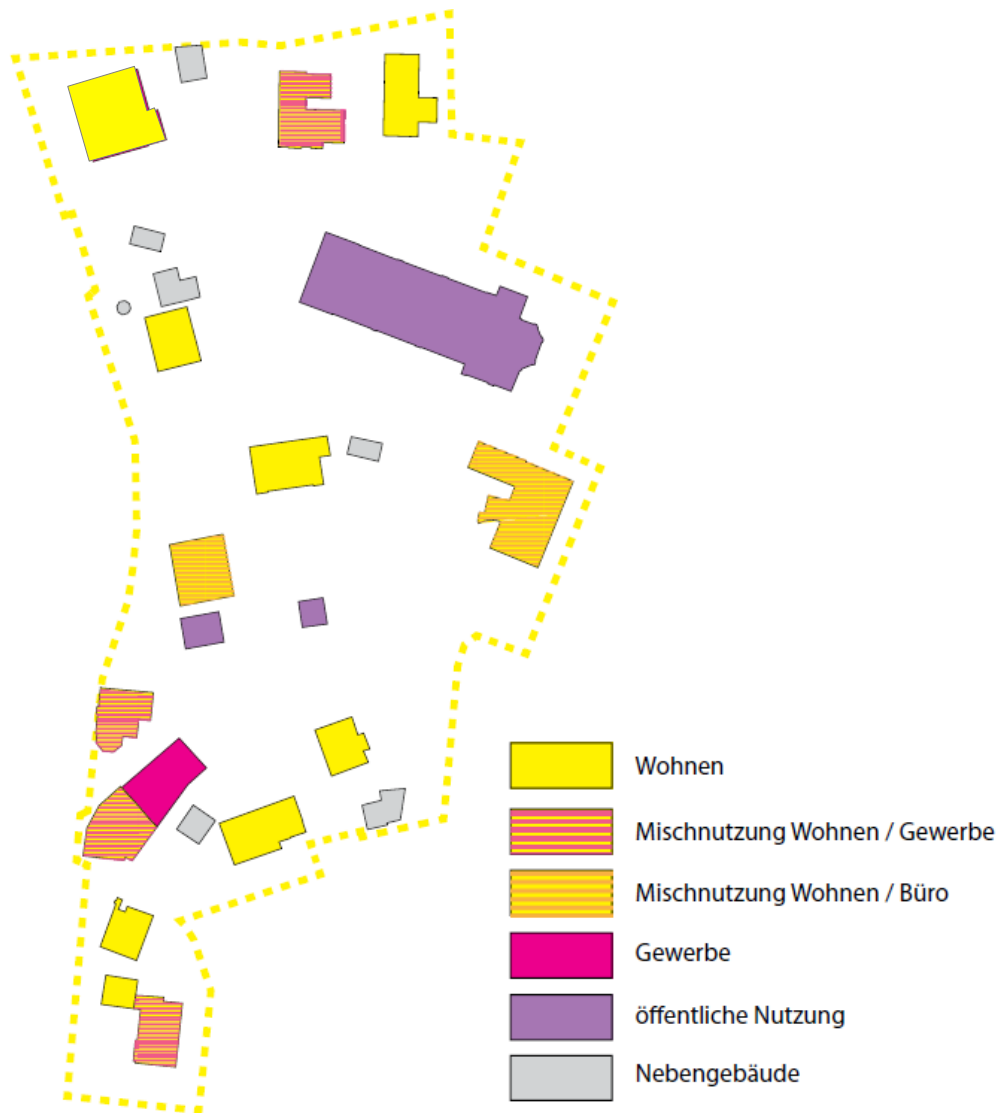 Wohnen
Mischnutzung Wohnen / Gewerbe
Mischnutzung Wohnen / Büro
Gewerbe
öffentliche Nutzung
Nebengebäude